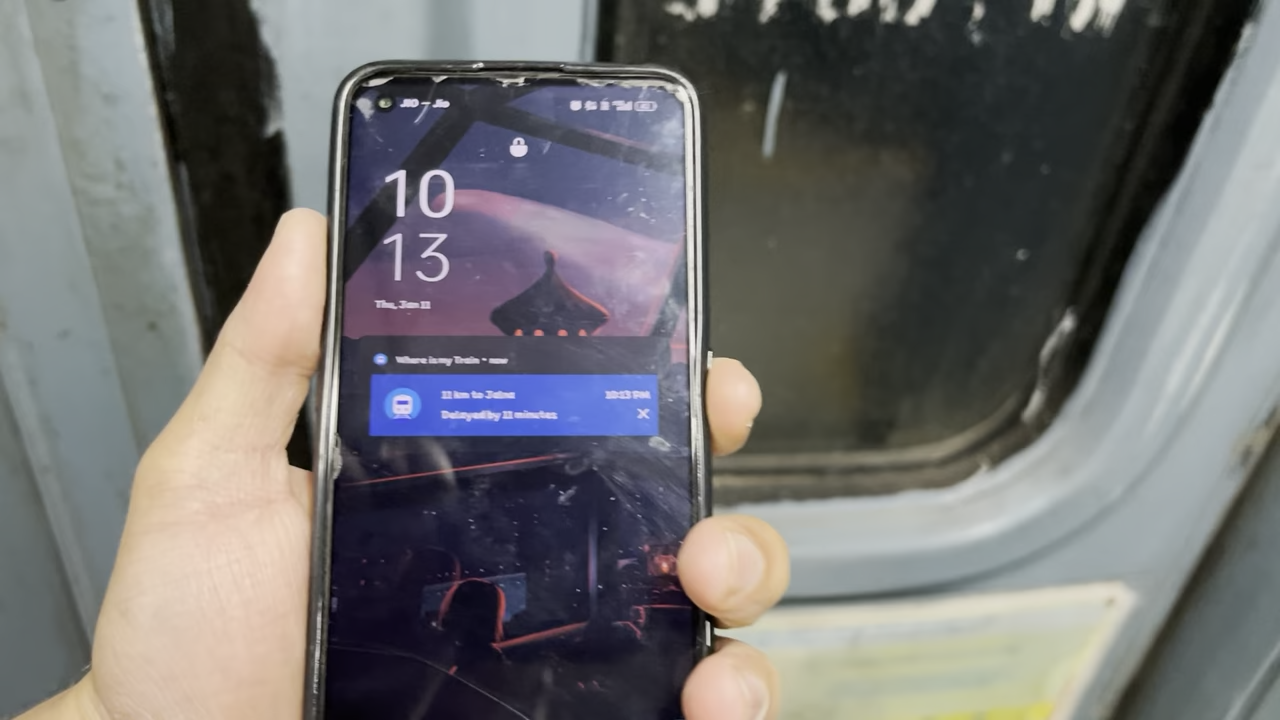 JIO — Jio
10
13
Thu, Jan 11
Where is my Train • now
11 km to Jalna
10:13 PM
Delayed by 11 minutes